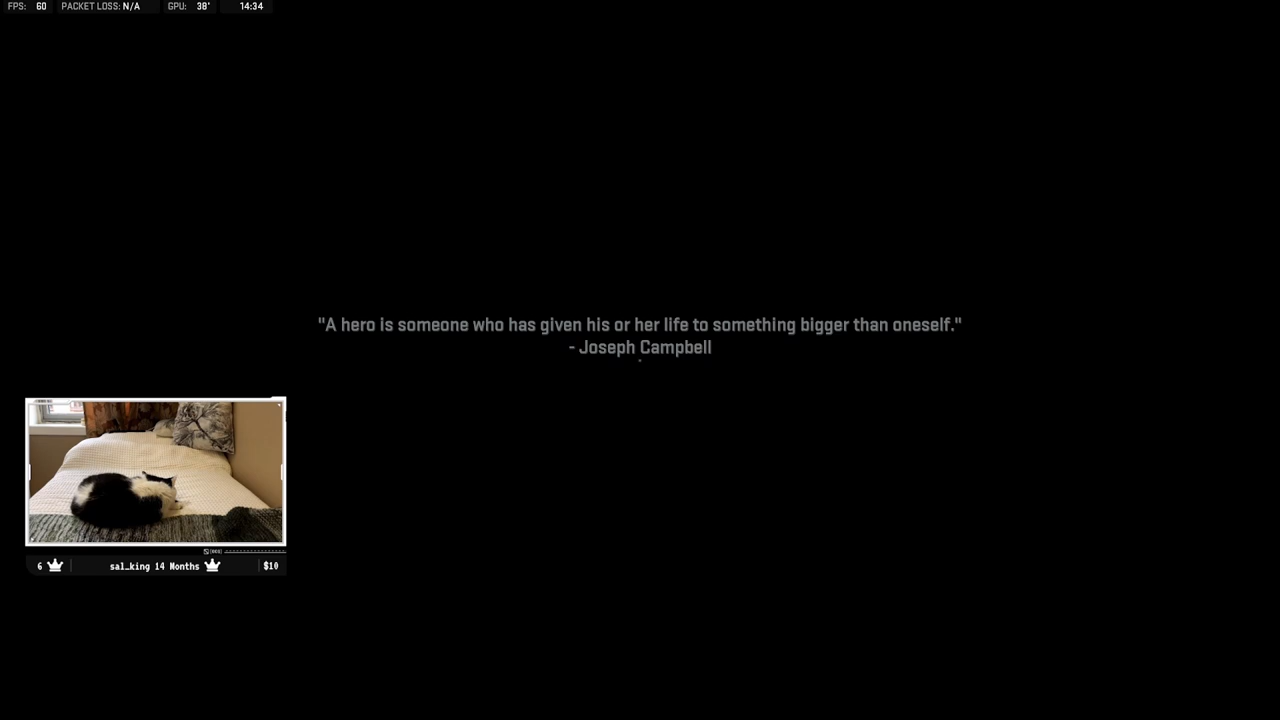 FPS: 60 PACKET LOSS: N/A GPU: 38° 14:34
"A hero is someone who has given his or her life to something bigger than oneself."
- Joseph Campbell
6 sal_king 14 Months $10